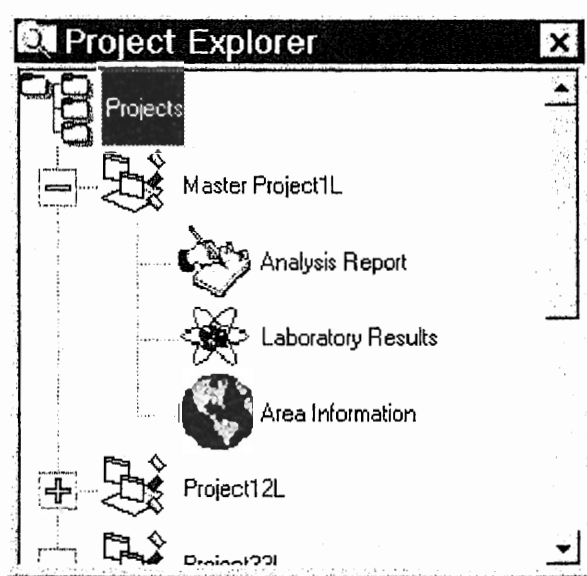 Project Explorer
Projects
Master Project1L
Analysis Report
Laboratory Results
Area Information
Project12L